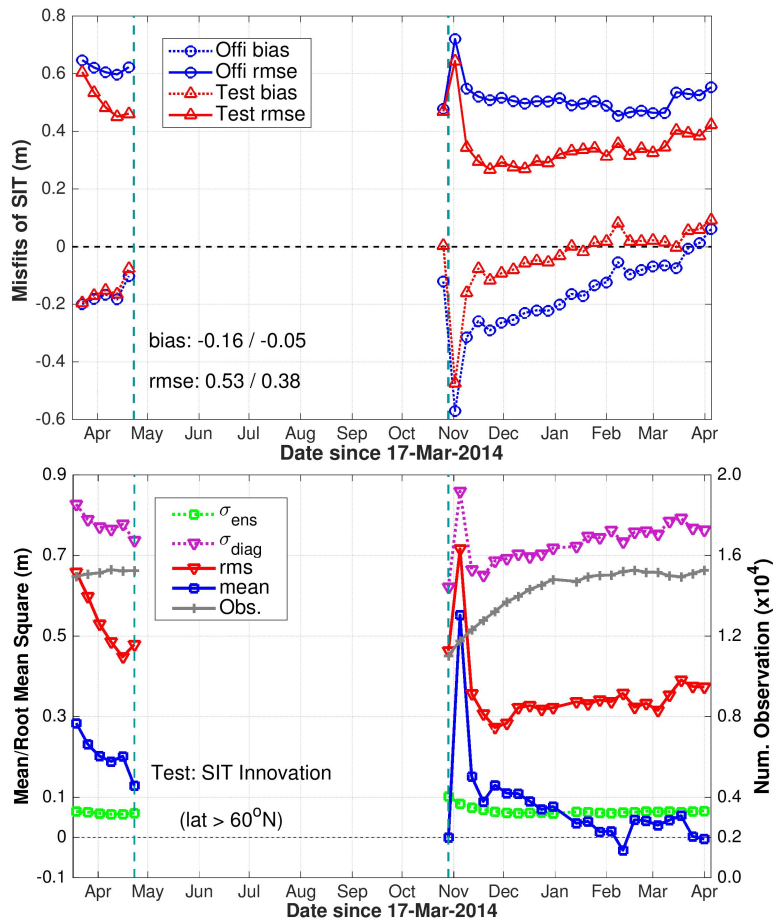 0.8
0.6
0.4
0.2
0
-0.2
-0.4
-0.6
Misfits of SIT (m)
Offi bias
Offi rmse
Test bias
Test rmse
bias: -0.16 / -0.05
rmse: 0.53 / 0.38
Apr May Jun Jul Aug Sep Oct Nov Dec Jan Feb Mar Apr
Date since 17-Mar-2014
0.9
0.7
0.5
0.3
0.1
0
-0.1
Mean/Root Mean Square (m)
σens
σdiag
rms
mean
Obs.
Test: SIT Innovation
(lat > 60°N)
2.0
1.6
1.2
0.8
0.4
0.2
0.0
Num. Observation (x10⁴)
Apr May Jun Jul Aug Sep Oct Nov Dec Jan Feb Mar Apr
Date since 17-Mar-2014